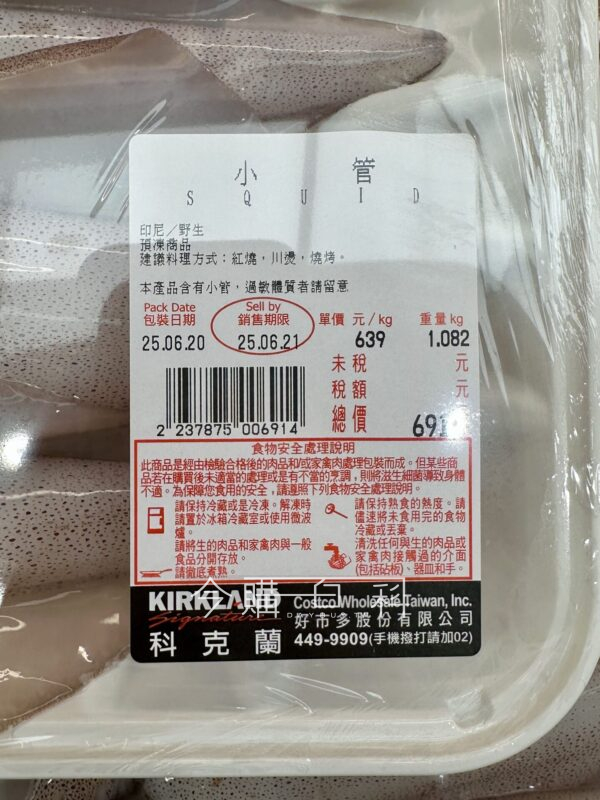 小管
SQUID
印尼／野生
預凍商品
建議料理方式：紅燒，川燙，燒烤。
本產品含有小管，過敏體質者請留意
Pack Date Sell by
包裝日期 銷售期限 單價 元/kg 重量kg
25.06.20 25.06.21 639 1.082
未稅 元
稅額 元
總價 691
2 237875 006914
食物安全處理說明
此商品是經由檢驗合格後的肉品和/或家禽肉處理包裝而成。但某些商
品若在購買後未適當的處理或是有不當的烹調，則將滋生細菌導致身體
不適。為保障您食用的安全，請遵照下列食物安全處理說明。
請保持冷藏或是冷凍。解凍時
請置於冰箱冷藏室或使用微波
爐。
請將生的肉品和家禽肉與一般
食品分開存放。
請徹底煮熟。
請保持熟食的熱度。請
儘速將未食用完的食物
冷藏或丟棄。
清洗任何與生的肉品或
家禽肉接觸過的介面
(包括砧板)、器皿和手。
KIRKLAND
Signature
科克蘭
Costco Wholesale Taiwan, Inc.
好市多股份有限公司
449-9909(手機撥打請加02)
今購百科